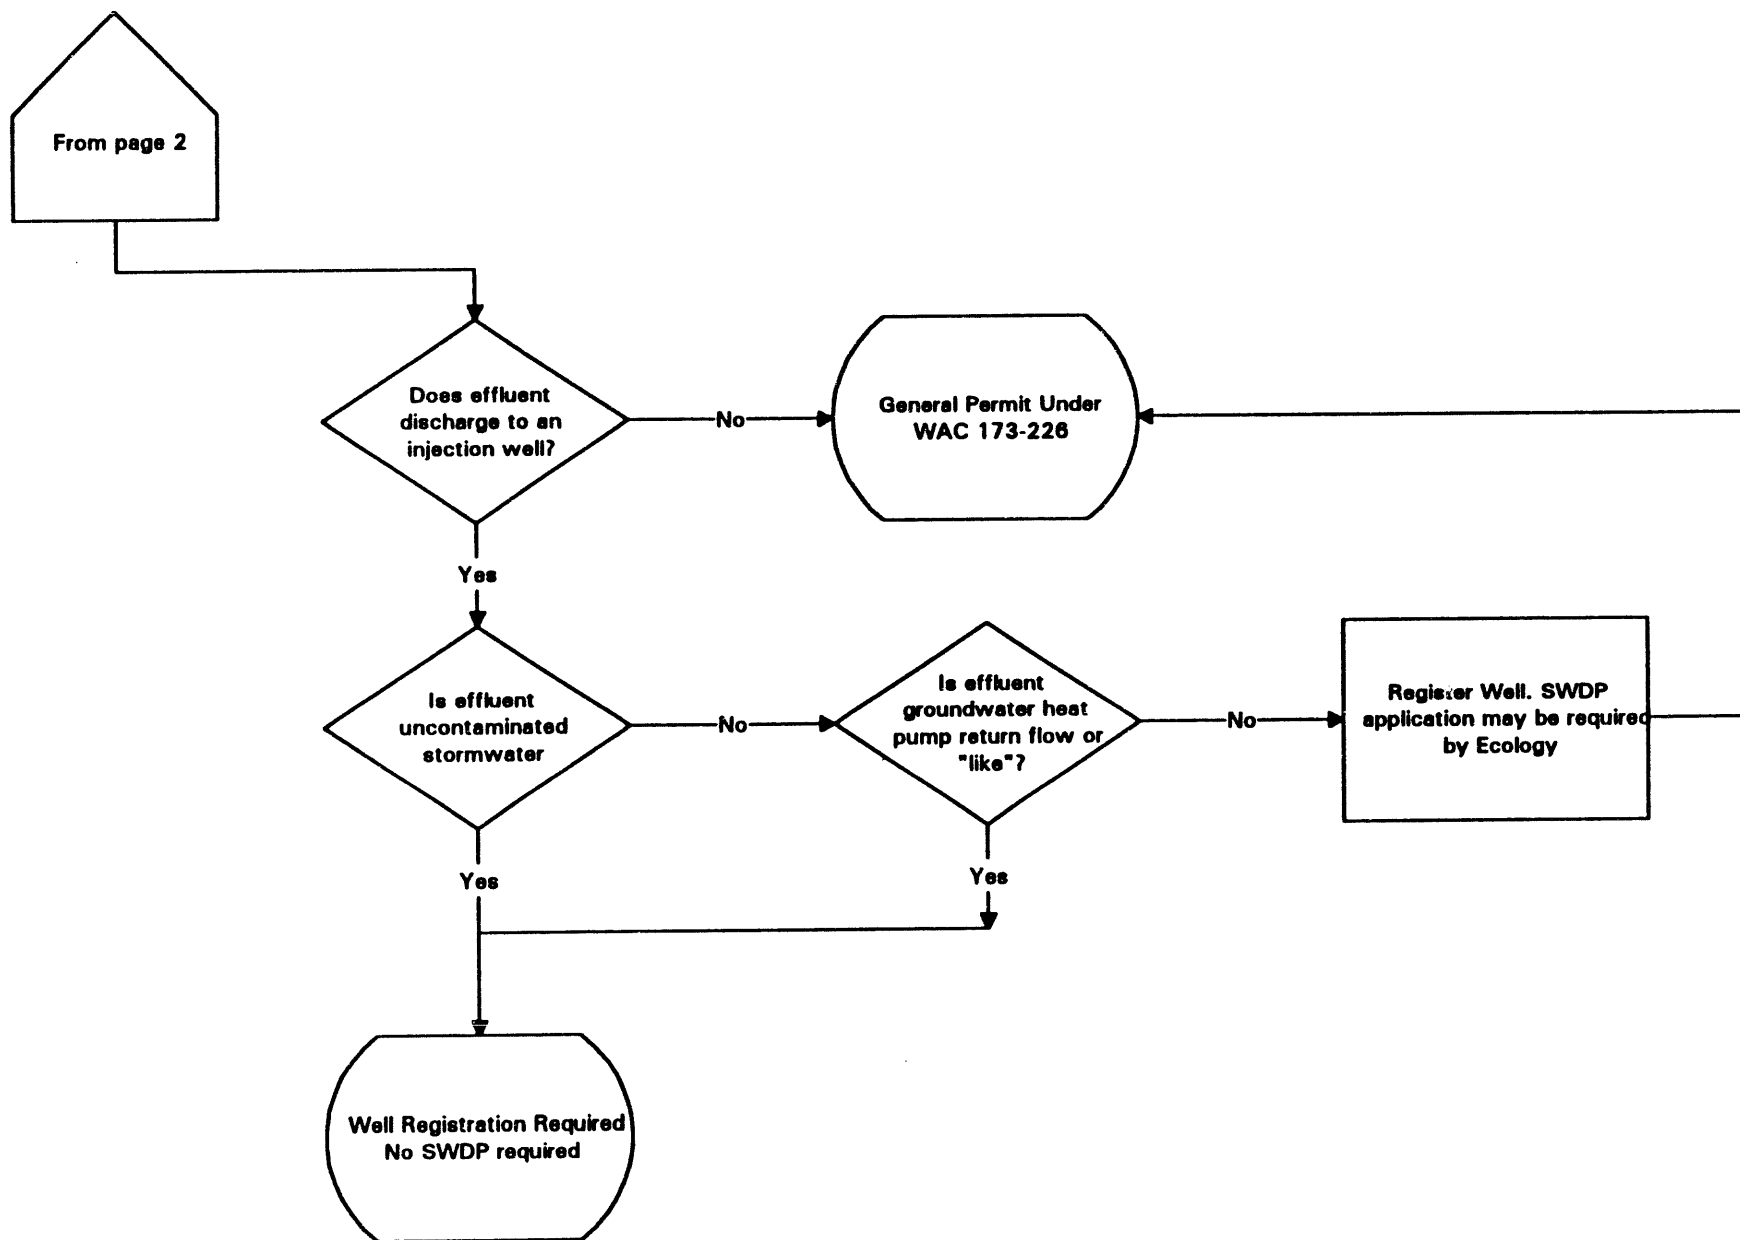 From page 2
Does effluent
discharge to an
injection well?
No
General Permit Under
WAC 173-226
Yes
Is effluent
uncontaminated
stormwater
No
Is effluent
groundwater heat
pump return flow or
"like"?
No
Register Well. SWDP
application may be required
by Ecology
Yes
Yes
Well Registration Required
No SWDP required